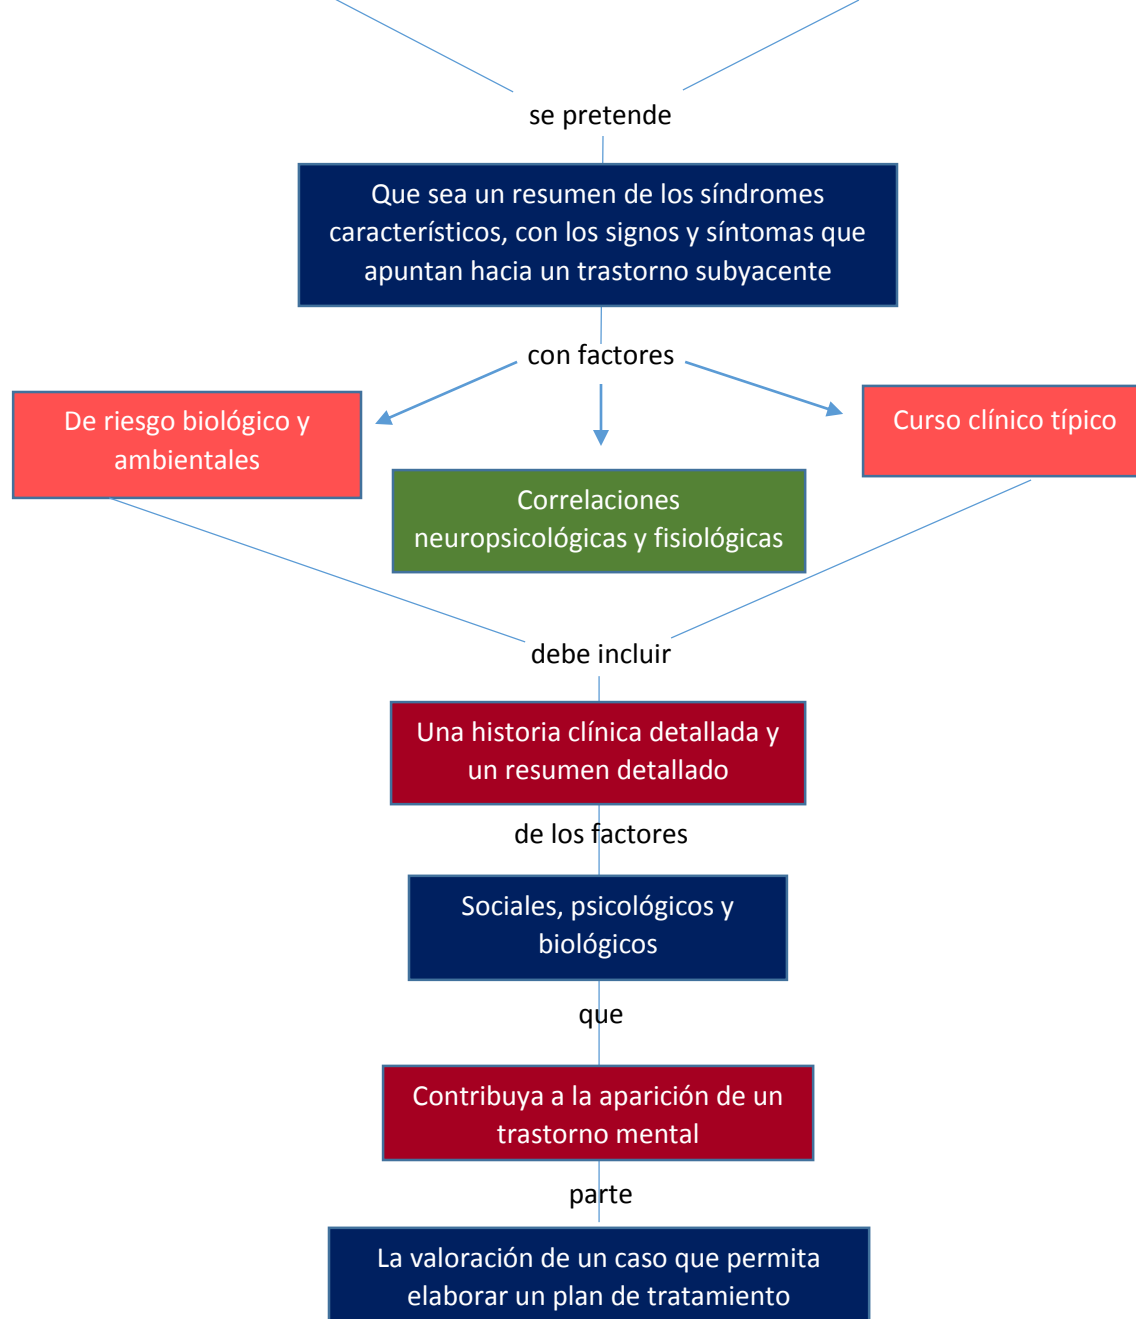 se pretende
Que sea un resumen de los síndromes
característicos, con los signos y síntomas que
apuntan hacia un trastorno subyacente
con factores
De riesgo biológico y
ambientales
Curso clínico típico
Correlaciones
neuropsicológicas y fisiológicas
debe incluir
Una historia clínica detallada y
un resumen detallado
de los factores
Sociales, psicológicos y
biológicos
que
Contribuya a la aparición de un
trastorno mental
parte
La valoración de un caso que permita
elaborar un plan de tratamiento